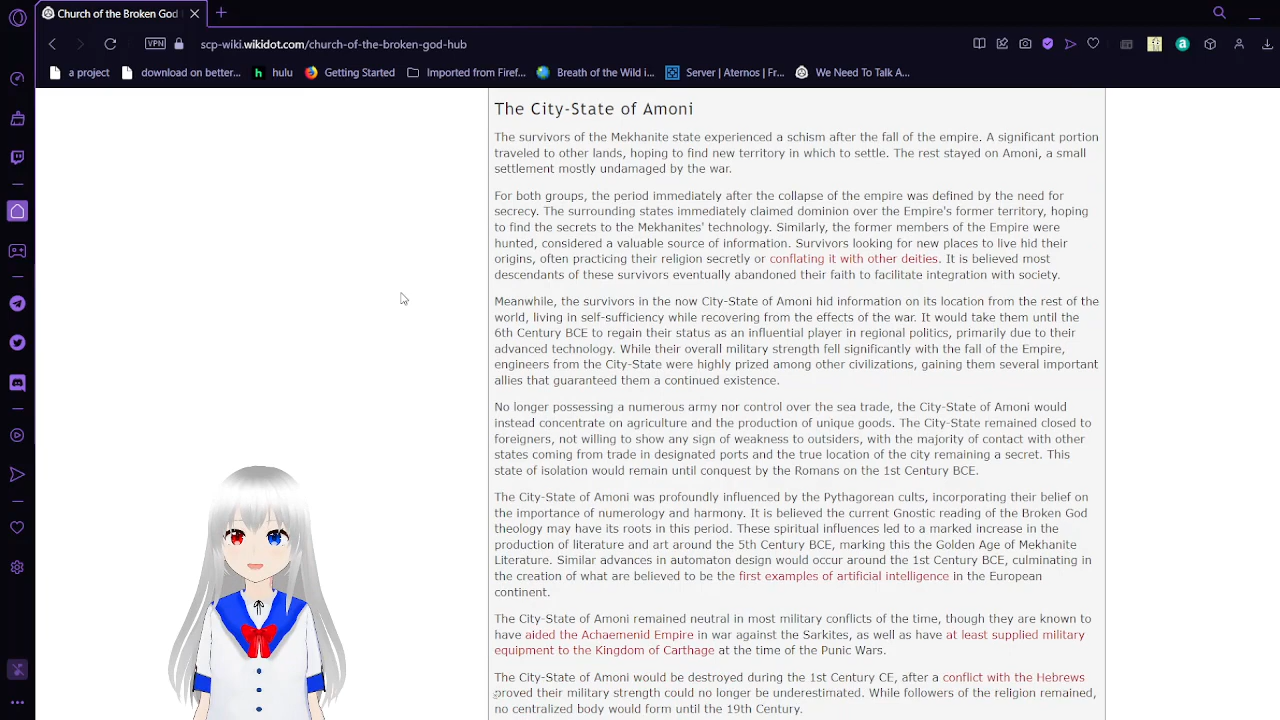 Church of the Broken God
VPN
scp-wiki.wikidot.com/church-of-the-broken-god-hub
a project
download on better...
hulu
Getting Started
Imported from Firef...
Breath of the Wild i...
Server | Aternos | Fr...
We Need To Talk A...
The City-State of Amoni
The survivors of the Mekhanite state experienced a schism after the fall of the empire. A significant portion
traveled to other lands, hoping to find new territory in which to settle. The rest stayed on Amoni, a small
settlement mostly undamaged by the war.
For both groups, the period immediately after the collapse of the empire was defined by the need for
secrecy. The surrounding states immediately claimed dominion over the Empire's former territory, hoping
to find the secrets to the Mekhanites' technology. Similarly, the former members of the Empire were
hunted, considered a valuable source of information. Survivors looking for new places to live hid their
origins, often practicing their religion secretly or conflating it with other deities. It is believed most
descendants of these survivors eventually abandoned their faith to facilitate integration with society.
Meanwhile, the survivors in the now City-State of Amoni hid information on its location from the rest of the
world, living in self-sufficiency while recovering from the effects of the war. It would take them until the
6th Century BCE to regain their status as an influential player in regional politics, primarily due to their
advanced technology. While their overall military strength fell significantly with the fall of the Empire,
engineers from the City-State were highly prized among other civilizations, gaining them several important
allies that guaranteed them a continued existence.
No longer possessing a numerous army nor control over the sea trade, the City-State of Amoni would
instead concentrate on agriculture and the production of unique goods. The City-State remained closed to
foreigners, not willing to show any sign of weakness to outsiders, with the majority of contact with other
states coming from trade in designated ports and the true location of the city remaining a secret. This
state of isolation would remain until conquest by the Romans on the 1st Century BCE.
The City-State of Amoni was profoundly influenced by the Pythagorean cults, incorporating their belief on
the importance of numerology and harmony. It is believed the current Gnostic reading of the Broken God
theology may have its roots in this period. These spiritual influences led to a marked increase in the
production of literature and art around the 5th Century BCE, marking this the Golden Age of Mekhanite
Literature. Similar advances in automaton design would occur around the 1st Century BCE, culminating in
the creation of what are believed to be the first examples of artificial intelligence in the European
continent.
The City-State of Amoni remained neutral in most military conflicts of the time, though they are known to
have aided the Achaemenid Empire in war against the Sarkites, as well as have at least supplied military
equipment to the Kingdom of Carthage at the time of the Punic Wars.
The City-State of Amoni would be destroyed during the 1st Century CE, after a conflict with the Hebrews
proved their military strength could no longer be underestimated. While followers of the religion remained,
no centralized body would form until the 19th Century.